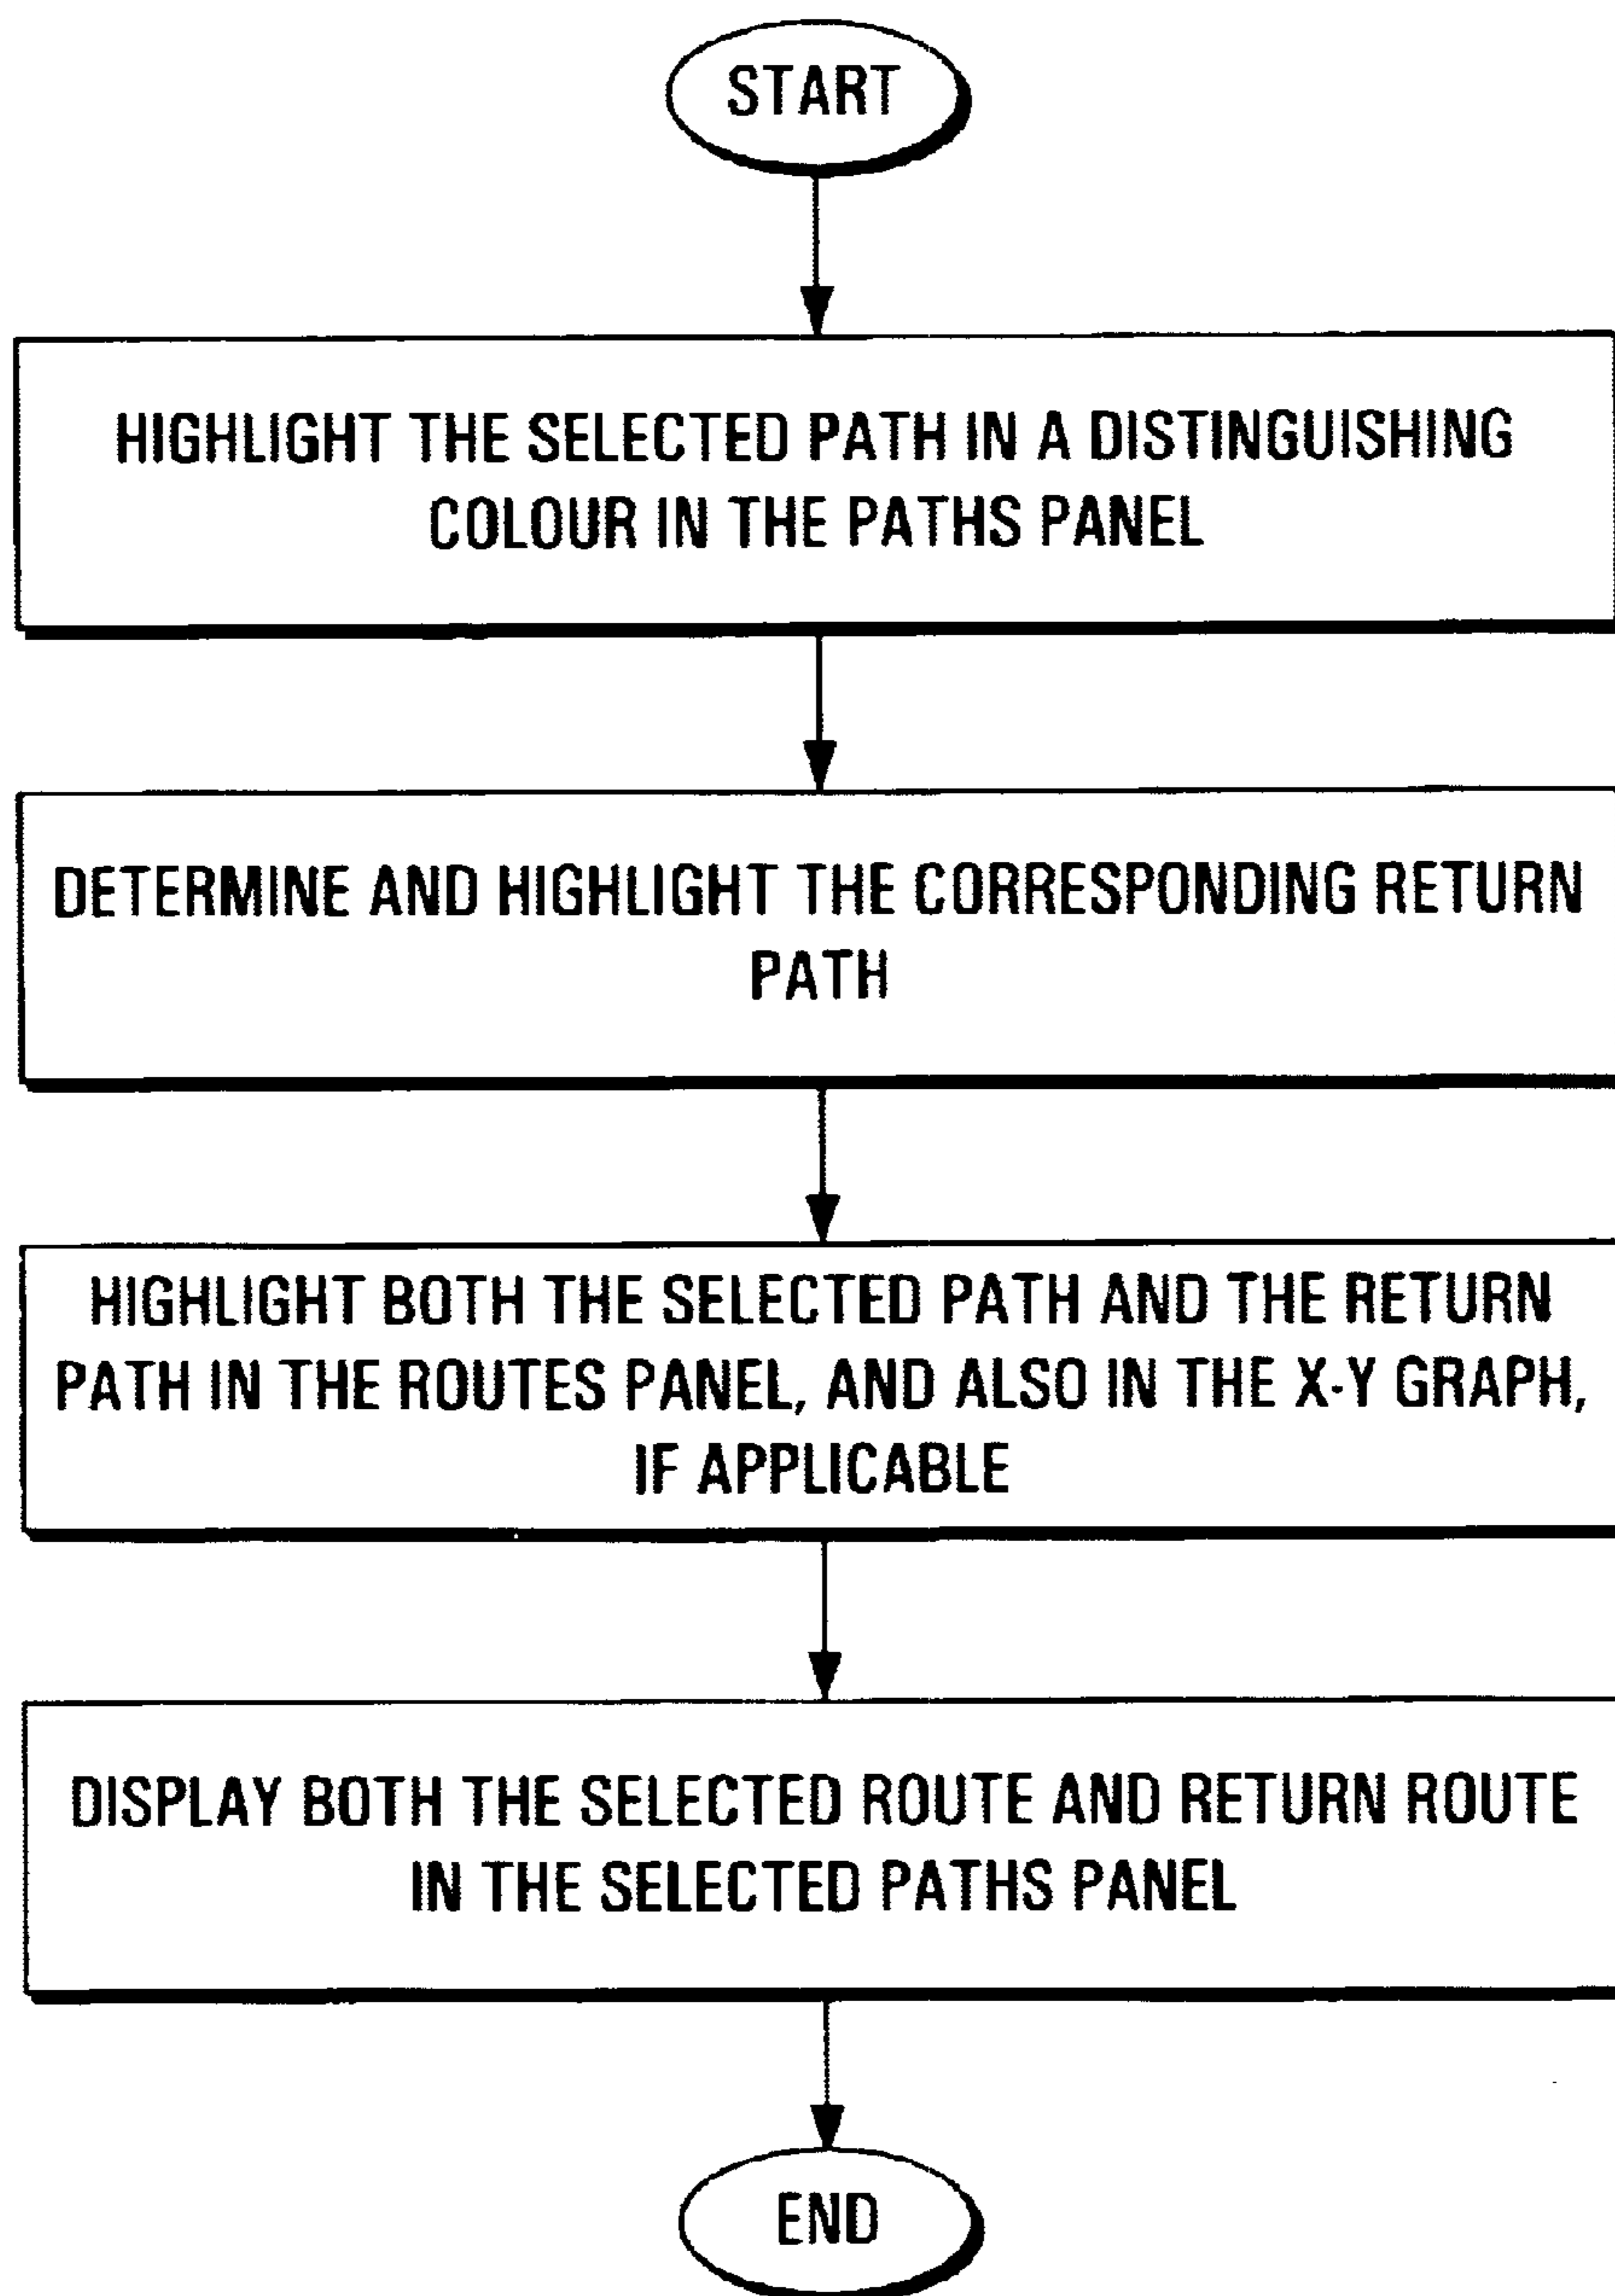 START
HIGHLIGHT THE SELECTED PATH IN A DISTINGUISHING
COLOUR IN THE PATHS PANEL
DETERMINE AND HIGHLIGHT THE CORRESPONDING RETURN
PATH
HIGHLIGHT BOTH THE SELECTED PATH AND THE RETURN
PATH IN THE ROUTES PANEL, AND ALSO IN THE X-Y GRAPH,
IF APPLICABLE
DISPLAY BOTH THE SELECTED ROUTE AND RETURN ROUTE
IN THE SELECTED PATHS PANEL
END